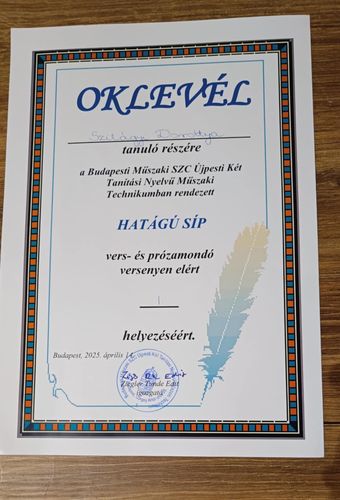 OKLEVÉL
Szilágyi Dorottya
tanuló részére
a Budapesti Műszaki SZC Újpesti Két
Tanítási Nyelvű Műszaki
Technikumban rendezett
HATÁGÚ SÍP
vers- és prózamondó
versenyen elért
I
helyezéséért.
Budapest, 2025. április 14.
Ziegler Tünde Edit
igazgató